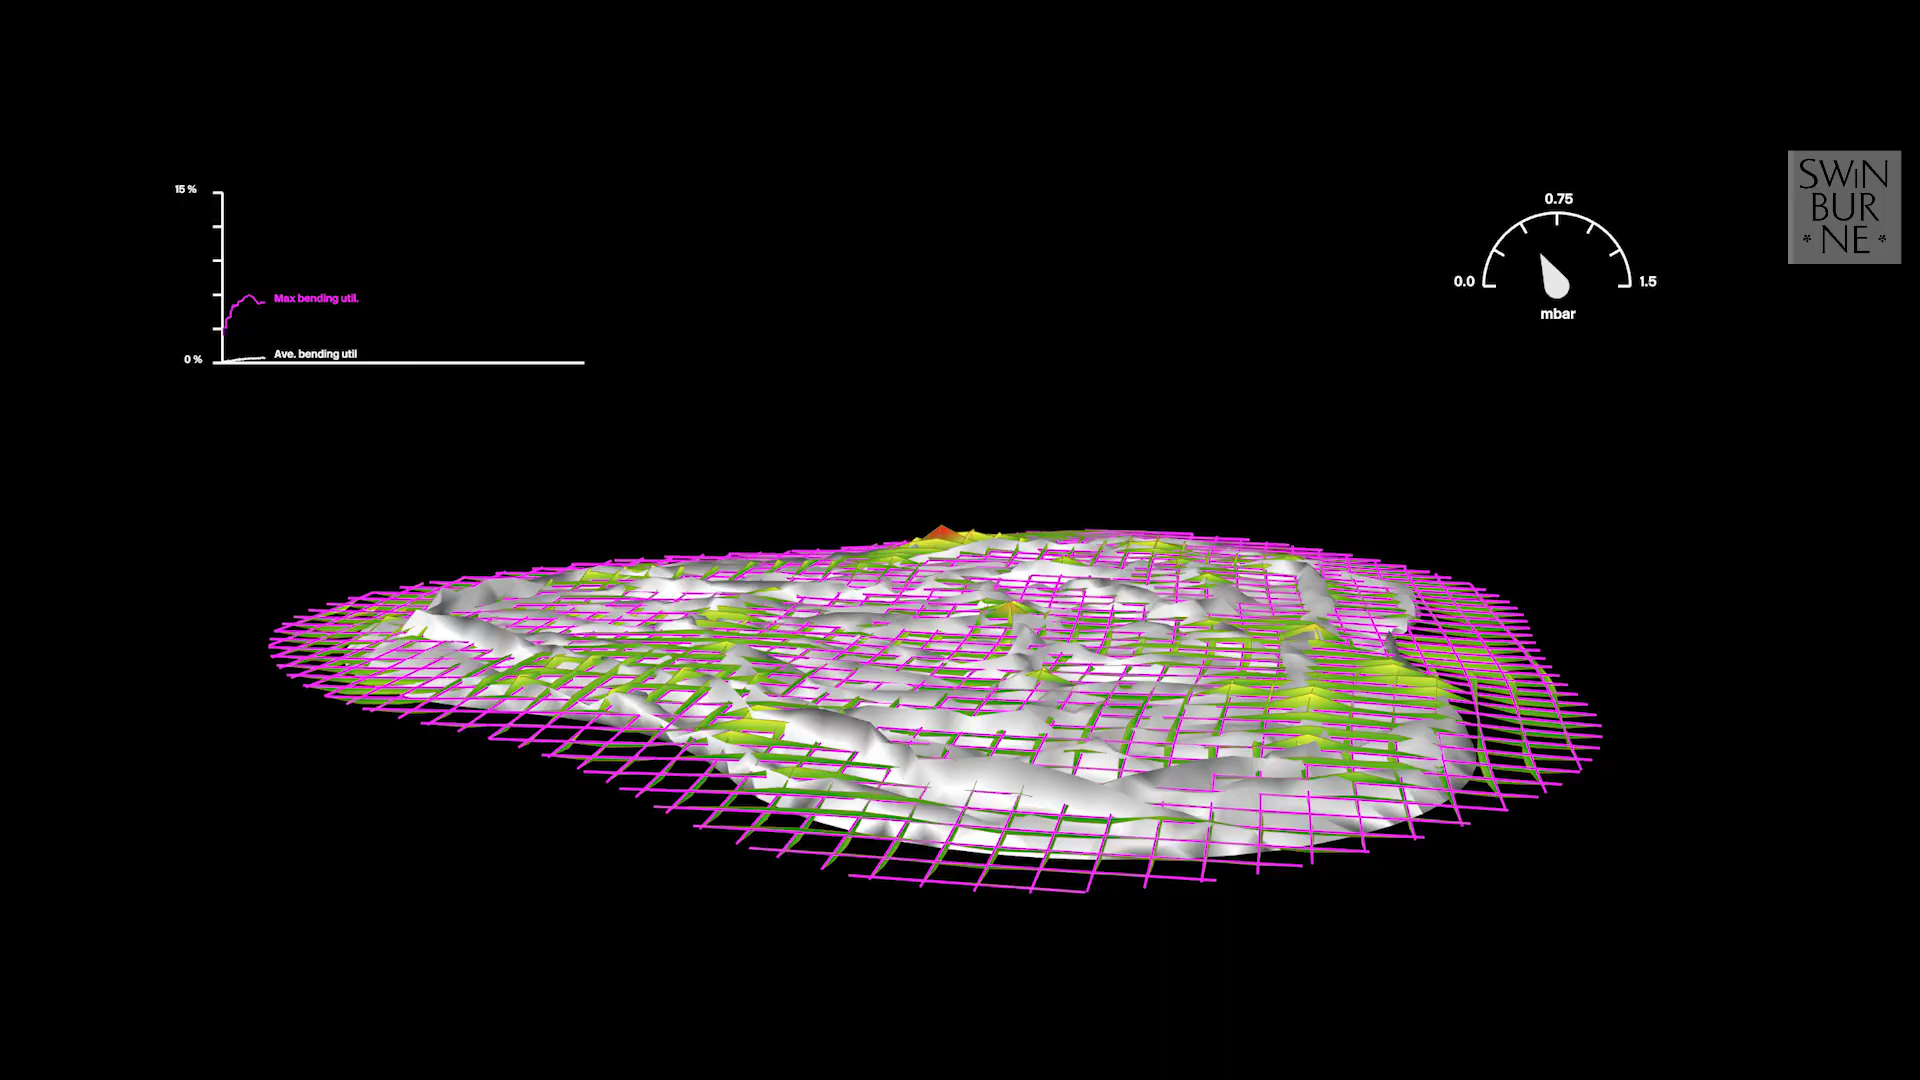 15 %
Max bending util.
Ave. bending util
0 %
0.75
0.0
1.5
mbar
SWiN
BUR
* NE *